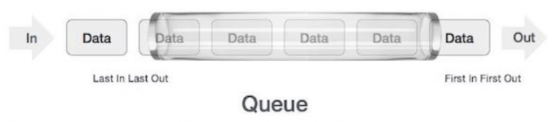 In Data Data Data Data Data Data Out
Last In Last Out First In First Out
Queue